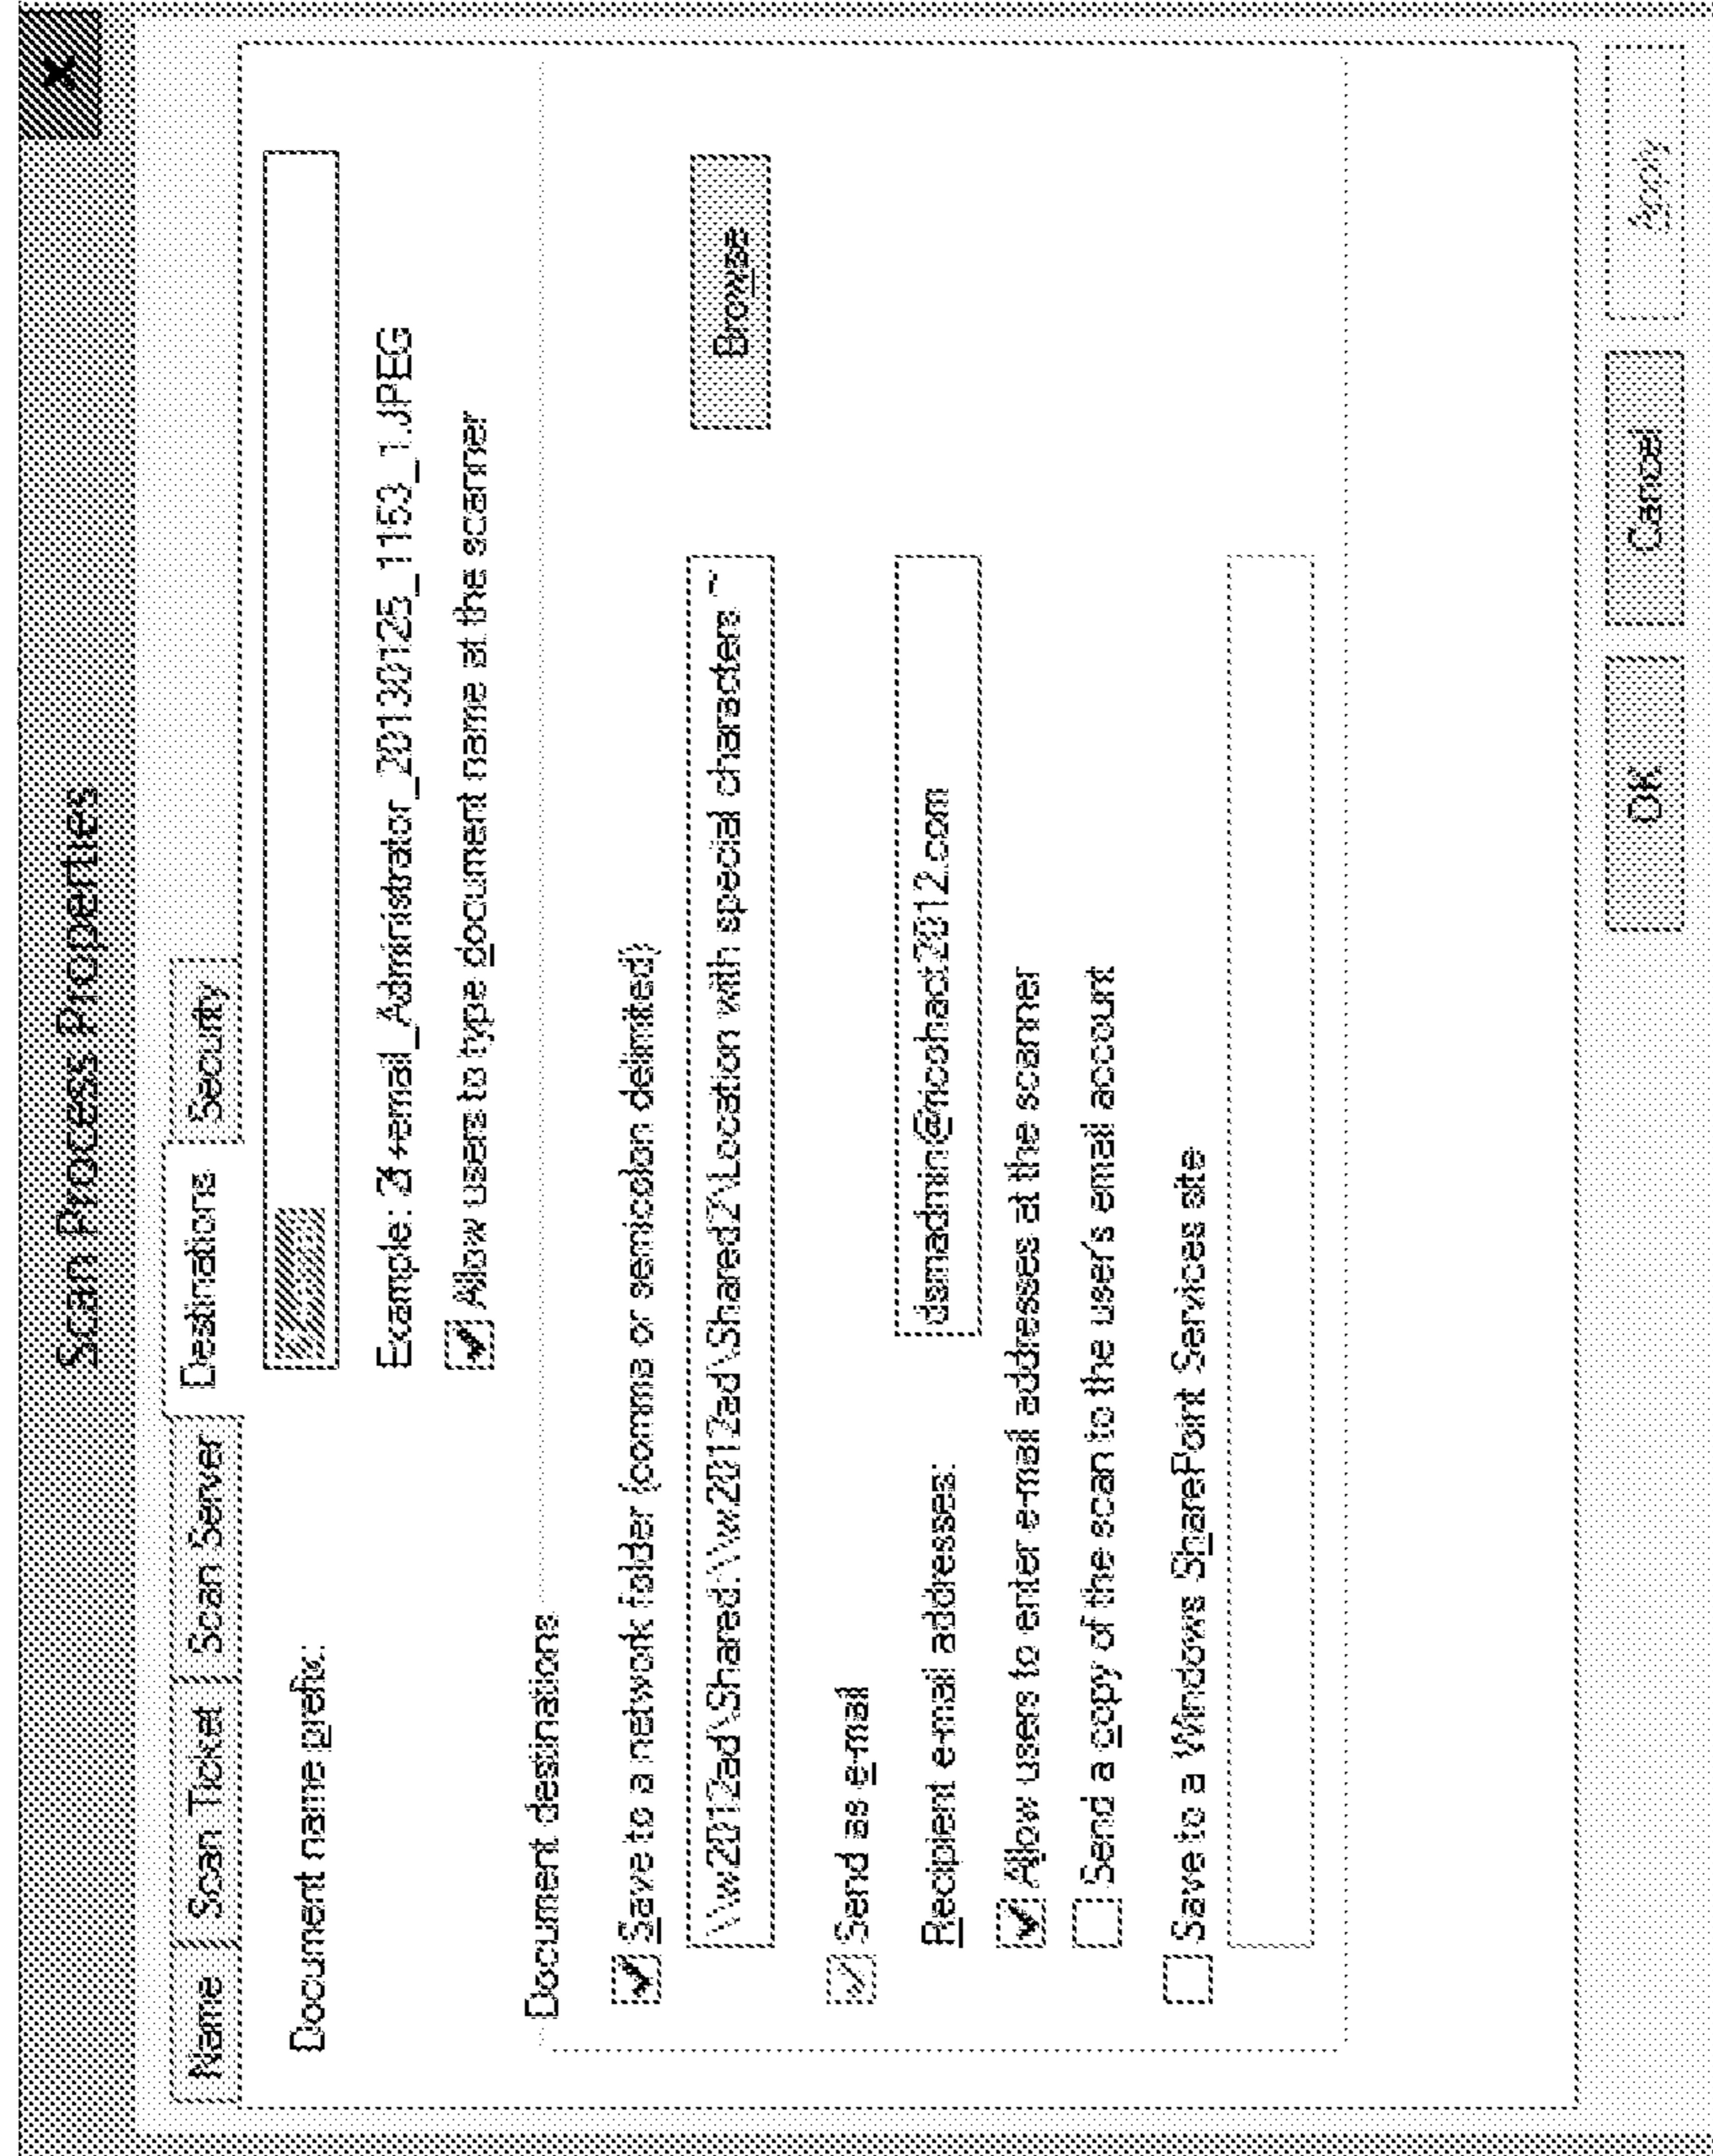 Scan Process Properties
x
Name Scan Ticket Scan Server Destinations Security
Document name prefix:
Example: email_Administrator_20130125_1153_1.JPEG
Allow users to type document name at the scanner
Document destinations
Save to a network folder (comma or semicolon delimited)
\\w2012ad\Shared;\\w2012ad\Shared2\Location with special characters ~
Browse
Send as e-mail
Recipient e-mail addresses:
dsmadmin@ricohact2012.com
Allow users to enter e-mail addresses at the scanner
Send a copy of the scan to the user's email account
Save to a Windows SharePoint Services site
OK Cancel Apply